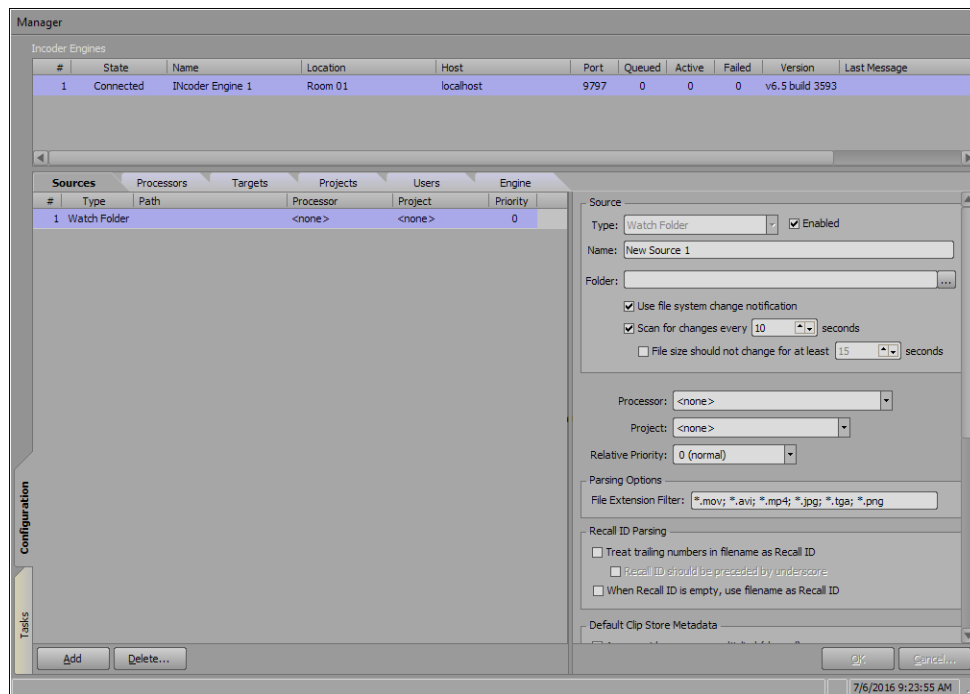 Manager
Incoder Engines
# State Name Location Host Port Queued Active Failed Version Last Message
1 Connected INcoder Engine 1 Room 01 localhost 9797 0 0 0 v6.5 build 3593
Sources Processors Targets Projects Users Engine
# Type Path Processor Project Priority
1 Watch Folder <none> <none> 0
Source
Type: Watch Folder Enabled
Name: New Source 1
Folder: ...
Use file system change notification
Scan for changes every 10 seconds
File size should not change for at least 15 seconds
Processor: <none>
Project: <none>
Relative Priority: 0 (normal)
Parsing Options
File Extension Filter: *.mov; *.avi; *.mp4; *.jpg; *.tga; *.png
Recall ID Parsing
Treat trailing numbers in filename as Recall ID
Recall ID should be preceded by underscore
When Recall ID is empty, use filename as Recall ID
Default Clip Store Metadata
Configuration
Tasks
Add Delete... OK Cancel...
7/6/2016 9:23:55 AM